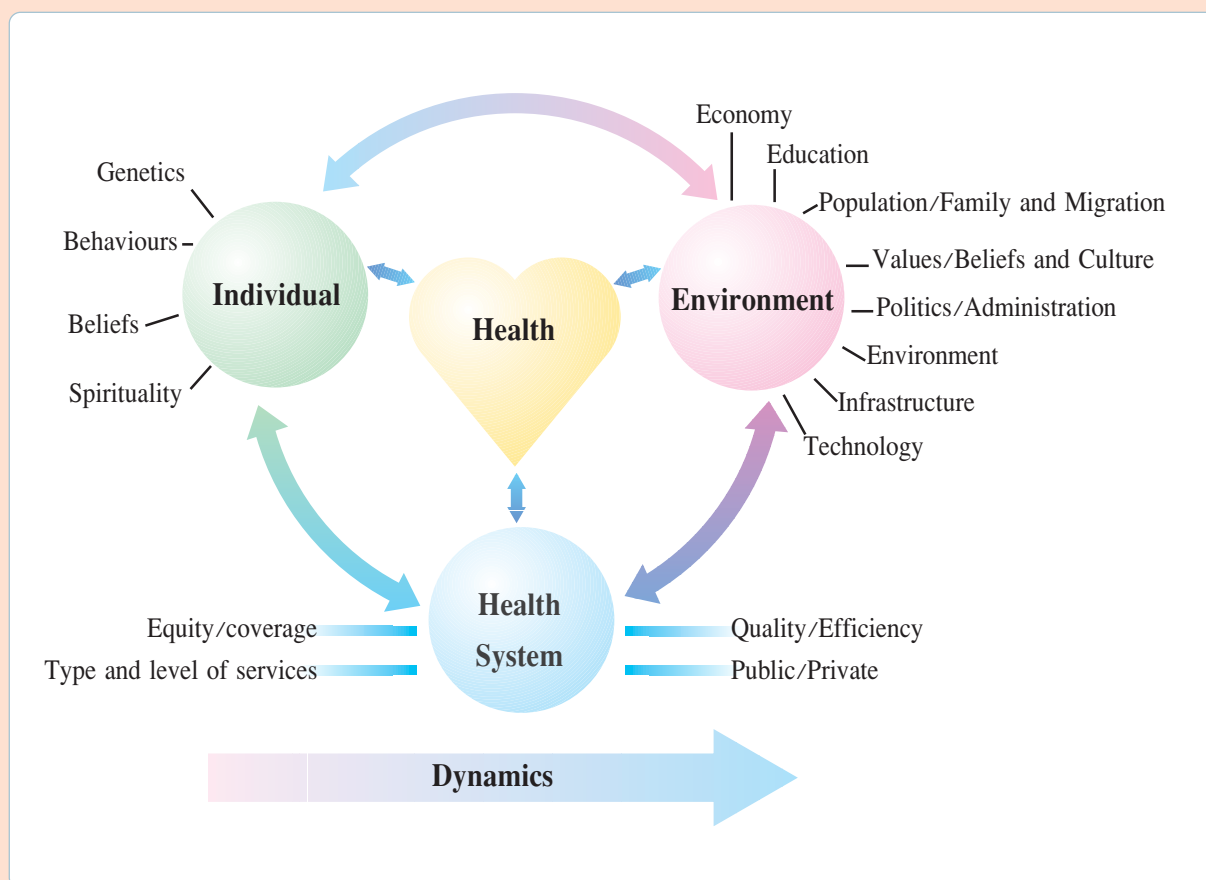 Economy
Education
Genetics
Population/Family and Migration
Behaviours
Values/Beliefs and Culture
Individual
Environment
Health
Politics/Administration
Beliefs
Environment
Spirituality
Infrastructure
Technology
Health
System
Equity/coverage
Quality/Efficiency
Type and level of services
Public/Private
Dynamics